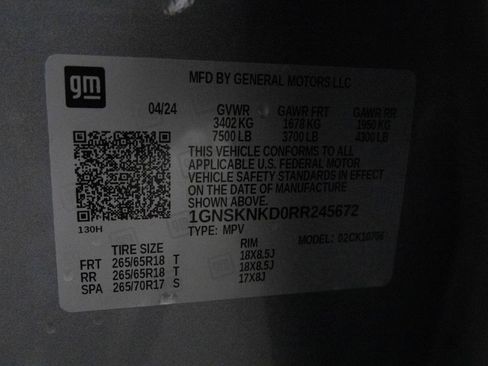 gm
MFD BY GENERAL MOTORS LLC
04/24 GVWR GAWR FRT GAWR RR
3402 KG 1678 KG 1950 KG
7500 LB 3700 LB 4300 LB
THIS VEHICLE CONFORMS TO ALL
APPLICABLE U.S. FEDERAL MOTOR
VEHICLE SAFETY STANDARDS IN EFFECT
ON THE DATE OF MANUFACTURE
SHOWN ABOVE.
1GNSKNKD0RR245672
130H TYPE: MPV MODEL: 02CK10706
TIRE SIZE RIM
FRT 265/65R18 T 18X8.5J
RR 265/65R18 T 18X8.5J
SPA 265/70R17 S 17X8J